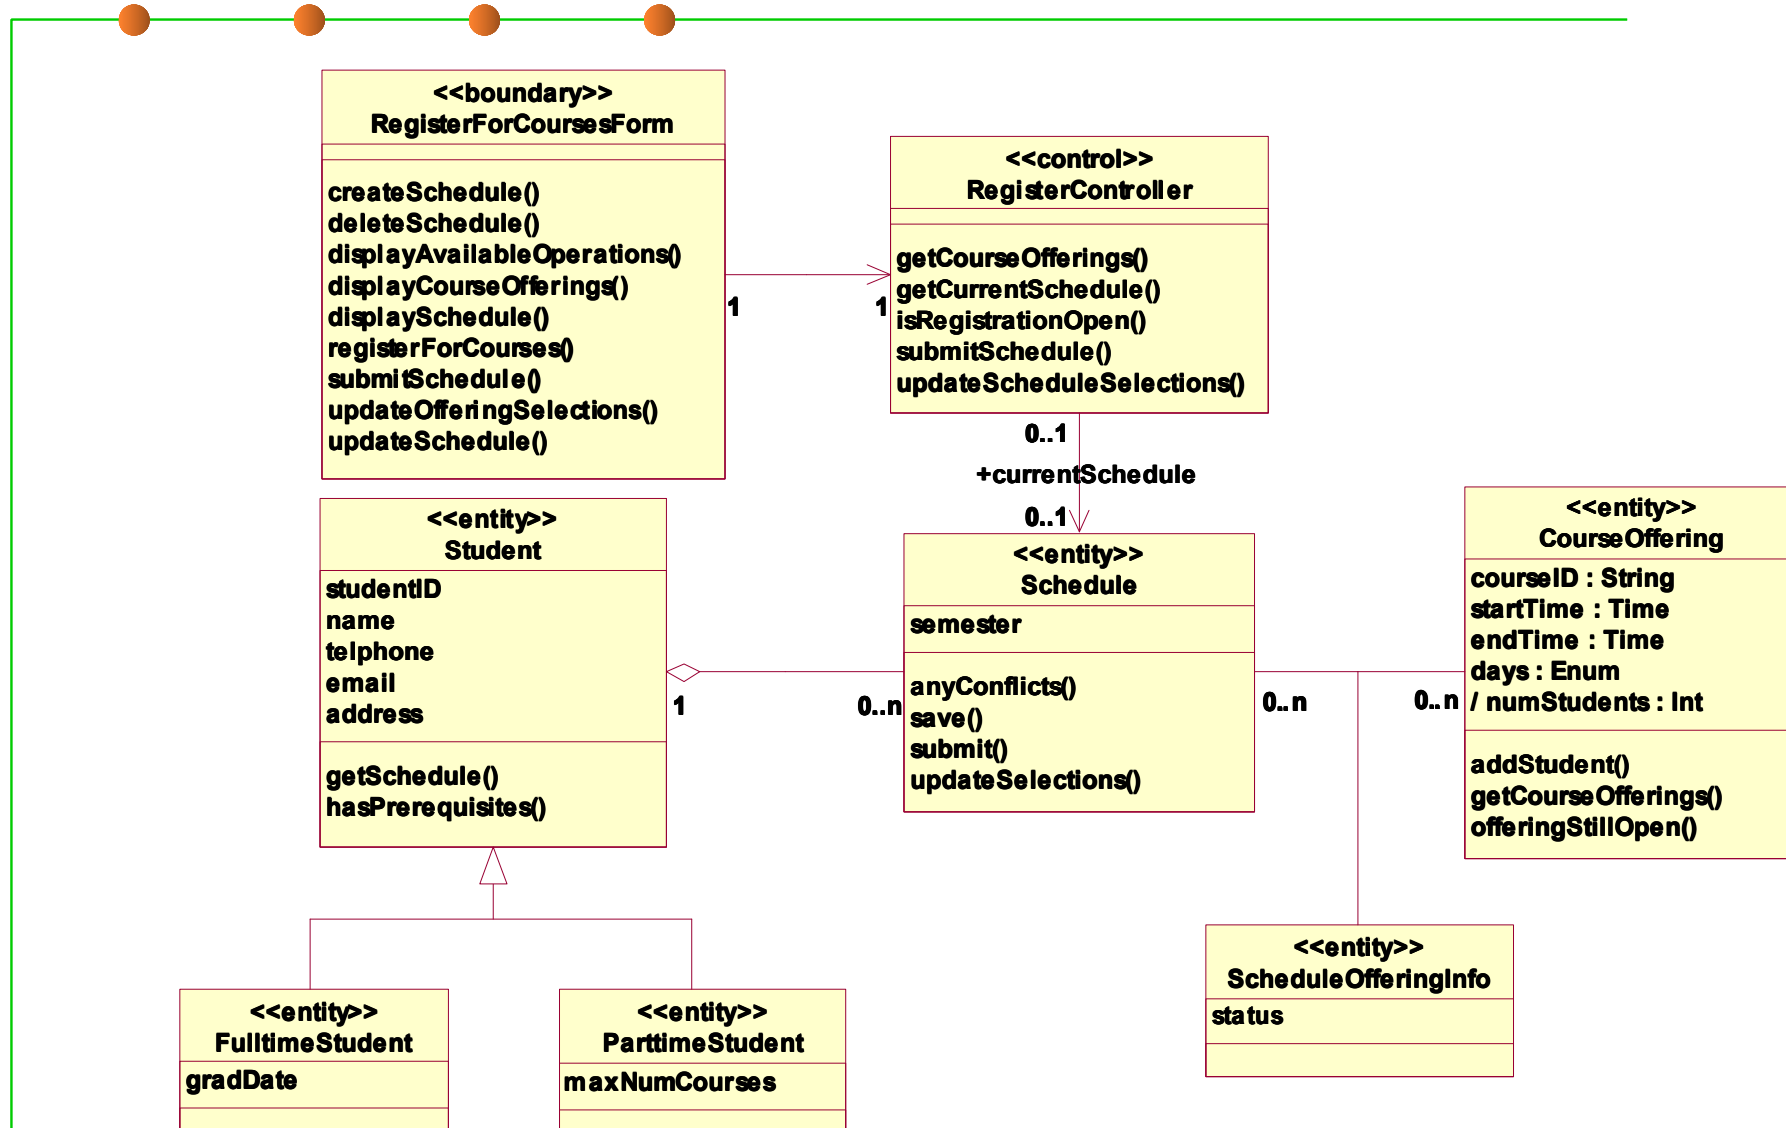 <<boundary>>
RegisterForCoursesForm
createSchedule()
deleteSchedule()
displayAvailableOperations()
displayCourseOfferings()
displaySchedule()
registerForCourses()
submitSchedule()
updateOfferingSelections()
updateSchedule()
1
1
<<control>>
RegisterController
getCourseOfferings()
getCurrentSchedule()
isRegistrationOpen()
submitSchedule()
updateScheduleSelections()
0..1
+currentSchedule
0..1
<<entity>>
Student
studentID
name
telphone
email
address
getSchedule()
hasPrerequisites()
1
0..n
<<entity>>
Schedule
semester
anyConflicts()
save()
submit()
updateSelections()
0..n
0..n
<<entity>>
CourseOffering
courseID : String
startTime : Time
endTime : Time
days : Enum
/ numStudents : Int
addStudent()
getCourseOfferings()
offeringStillOpen()
<<entity>>
FulltimeStudent
gradDate
<<entity>>
ParttimeStudent
maxNumCourses
<<entity>>
ScheduleOfferingInfo
status